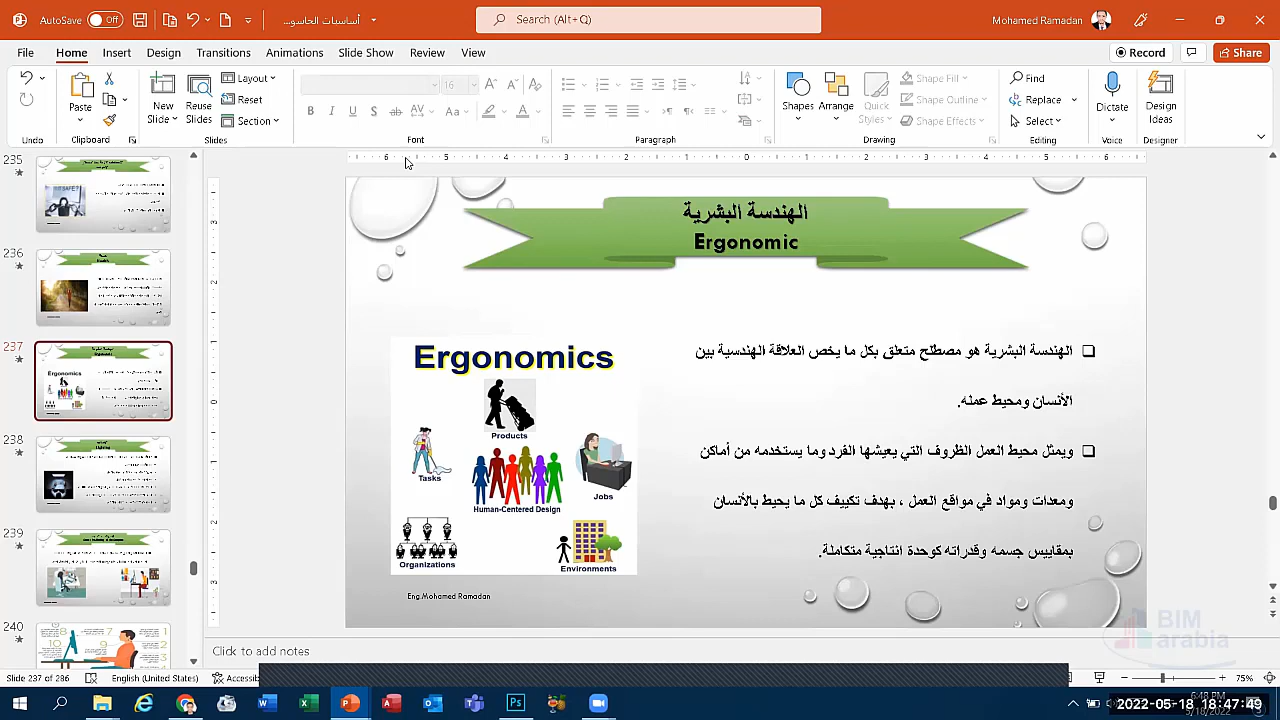 AutoSave
Off
أساسيات الحاسو...
Search (Alt+Q)
Mohamed Ramadan
File
Home
Insert
Design
Transitions
Animations
Slide Show
Review
View
Record
Share
Paste
New
Slide
Reuse
Slides
Layout
Reset
Section
16
Shapes
Arrange
Quick
Styles
Shape Fill
Shape Outline
Shape Effects
Find
Replace
Select
Dictate
Design
Ideas
Undo
Clipboard
Slides
Font
Paragraph
Drawing
Editing
Voice
Designer
235
236
237
238
239
240
الهندسة البشرية
Ergonomic
الهندسة البشرية هو مصطلح متعلق بكل ما يخص العلاقة الهندسية بين
الأنسان ومحيط عمله.
ويمثل محيط العمل الظروف التي يعيشها الفرد وما يستخدمه من أماكن
ومعدات ومواد في مواقع العمل ، بهدف تكييف كل ما يحيط بالأنسان
بمقاييس جسمه وقدراته كوحدة انتاجية متكاملة.
Ergonomics
Products
Tasks
Jobs
Human-Centered Design
Organizations
Environments
Eng.Mohamed Ramadan
BIM
arabia
Click to add notes
Slide 237 of 286
English (United States)
Accessib
75%
2022-05-18 18:47:49